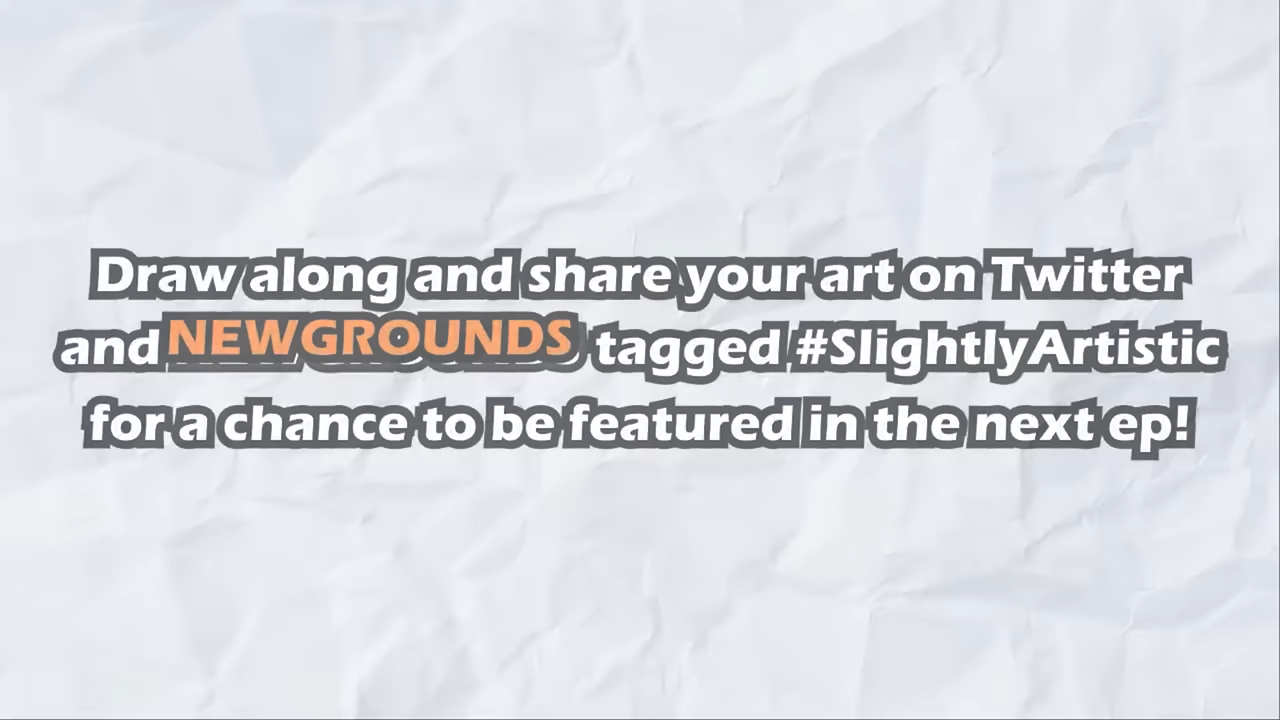 Draw along and share your art on Twitter
and NEWGROUNDS tagged #SlightlyArtistic
for a chance to be featured in the next ep!